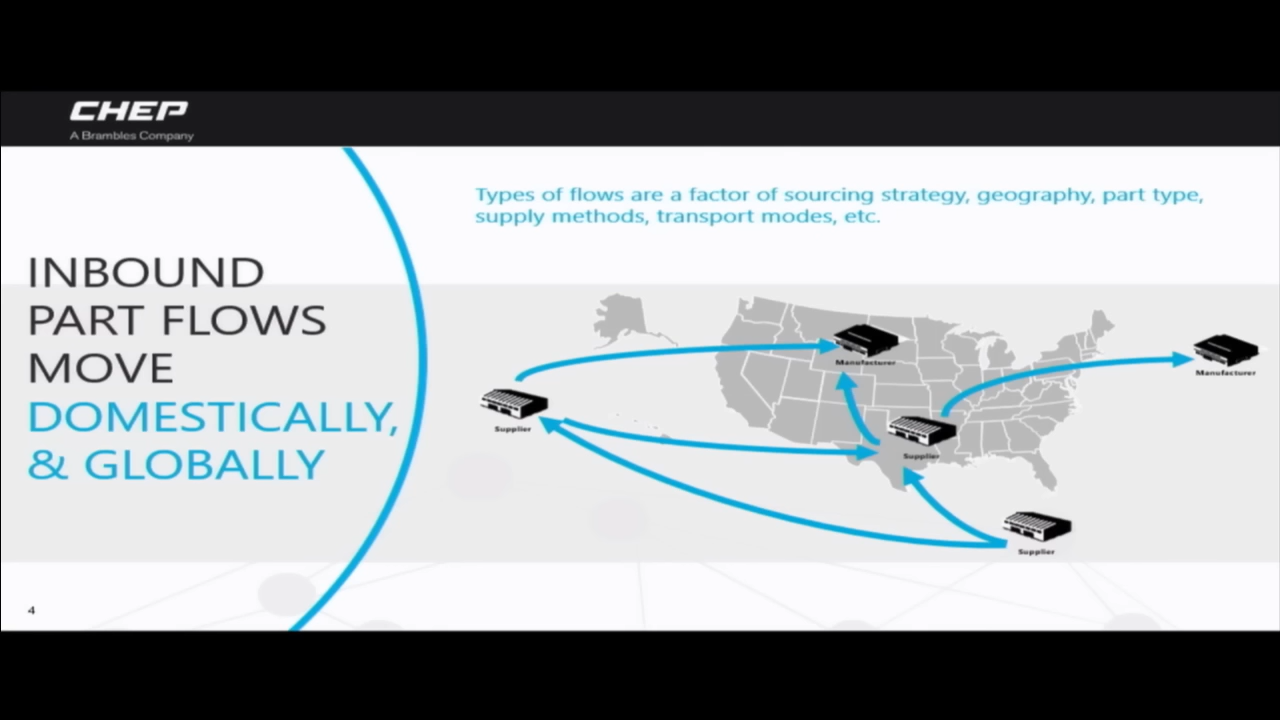 CHEP
A Brambles Company
Types of flows are a factor of sourcing strategy, geography, part type,
supply methods, transport modes, etc.
INBOUND
PART FLOWS
MOVE
DOMESTICALLY,
& GLOBALLY
Manufacturer
Manufacturer
Supplier
Supplier
Supplier
4